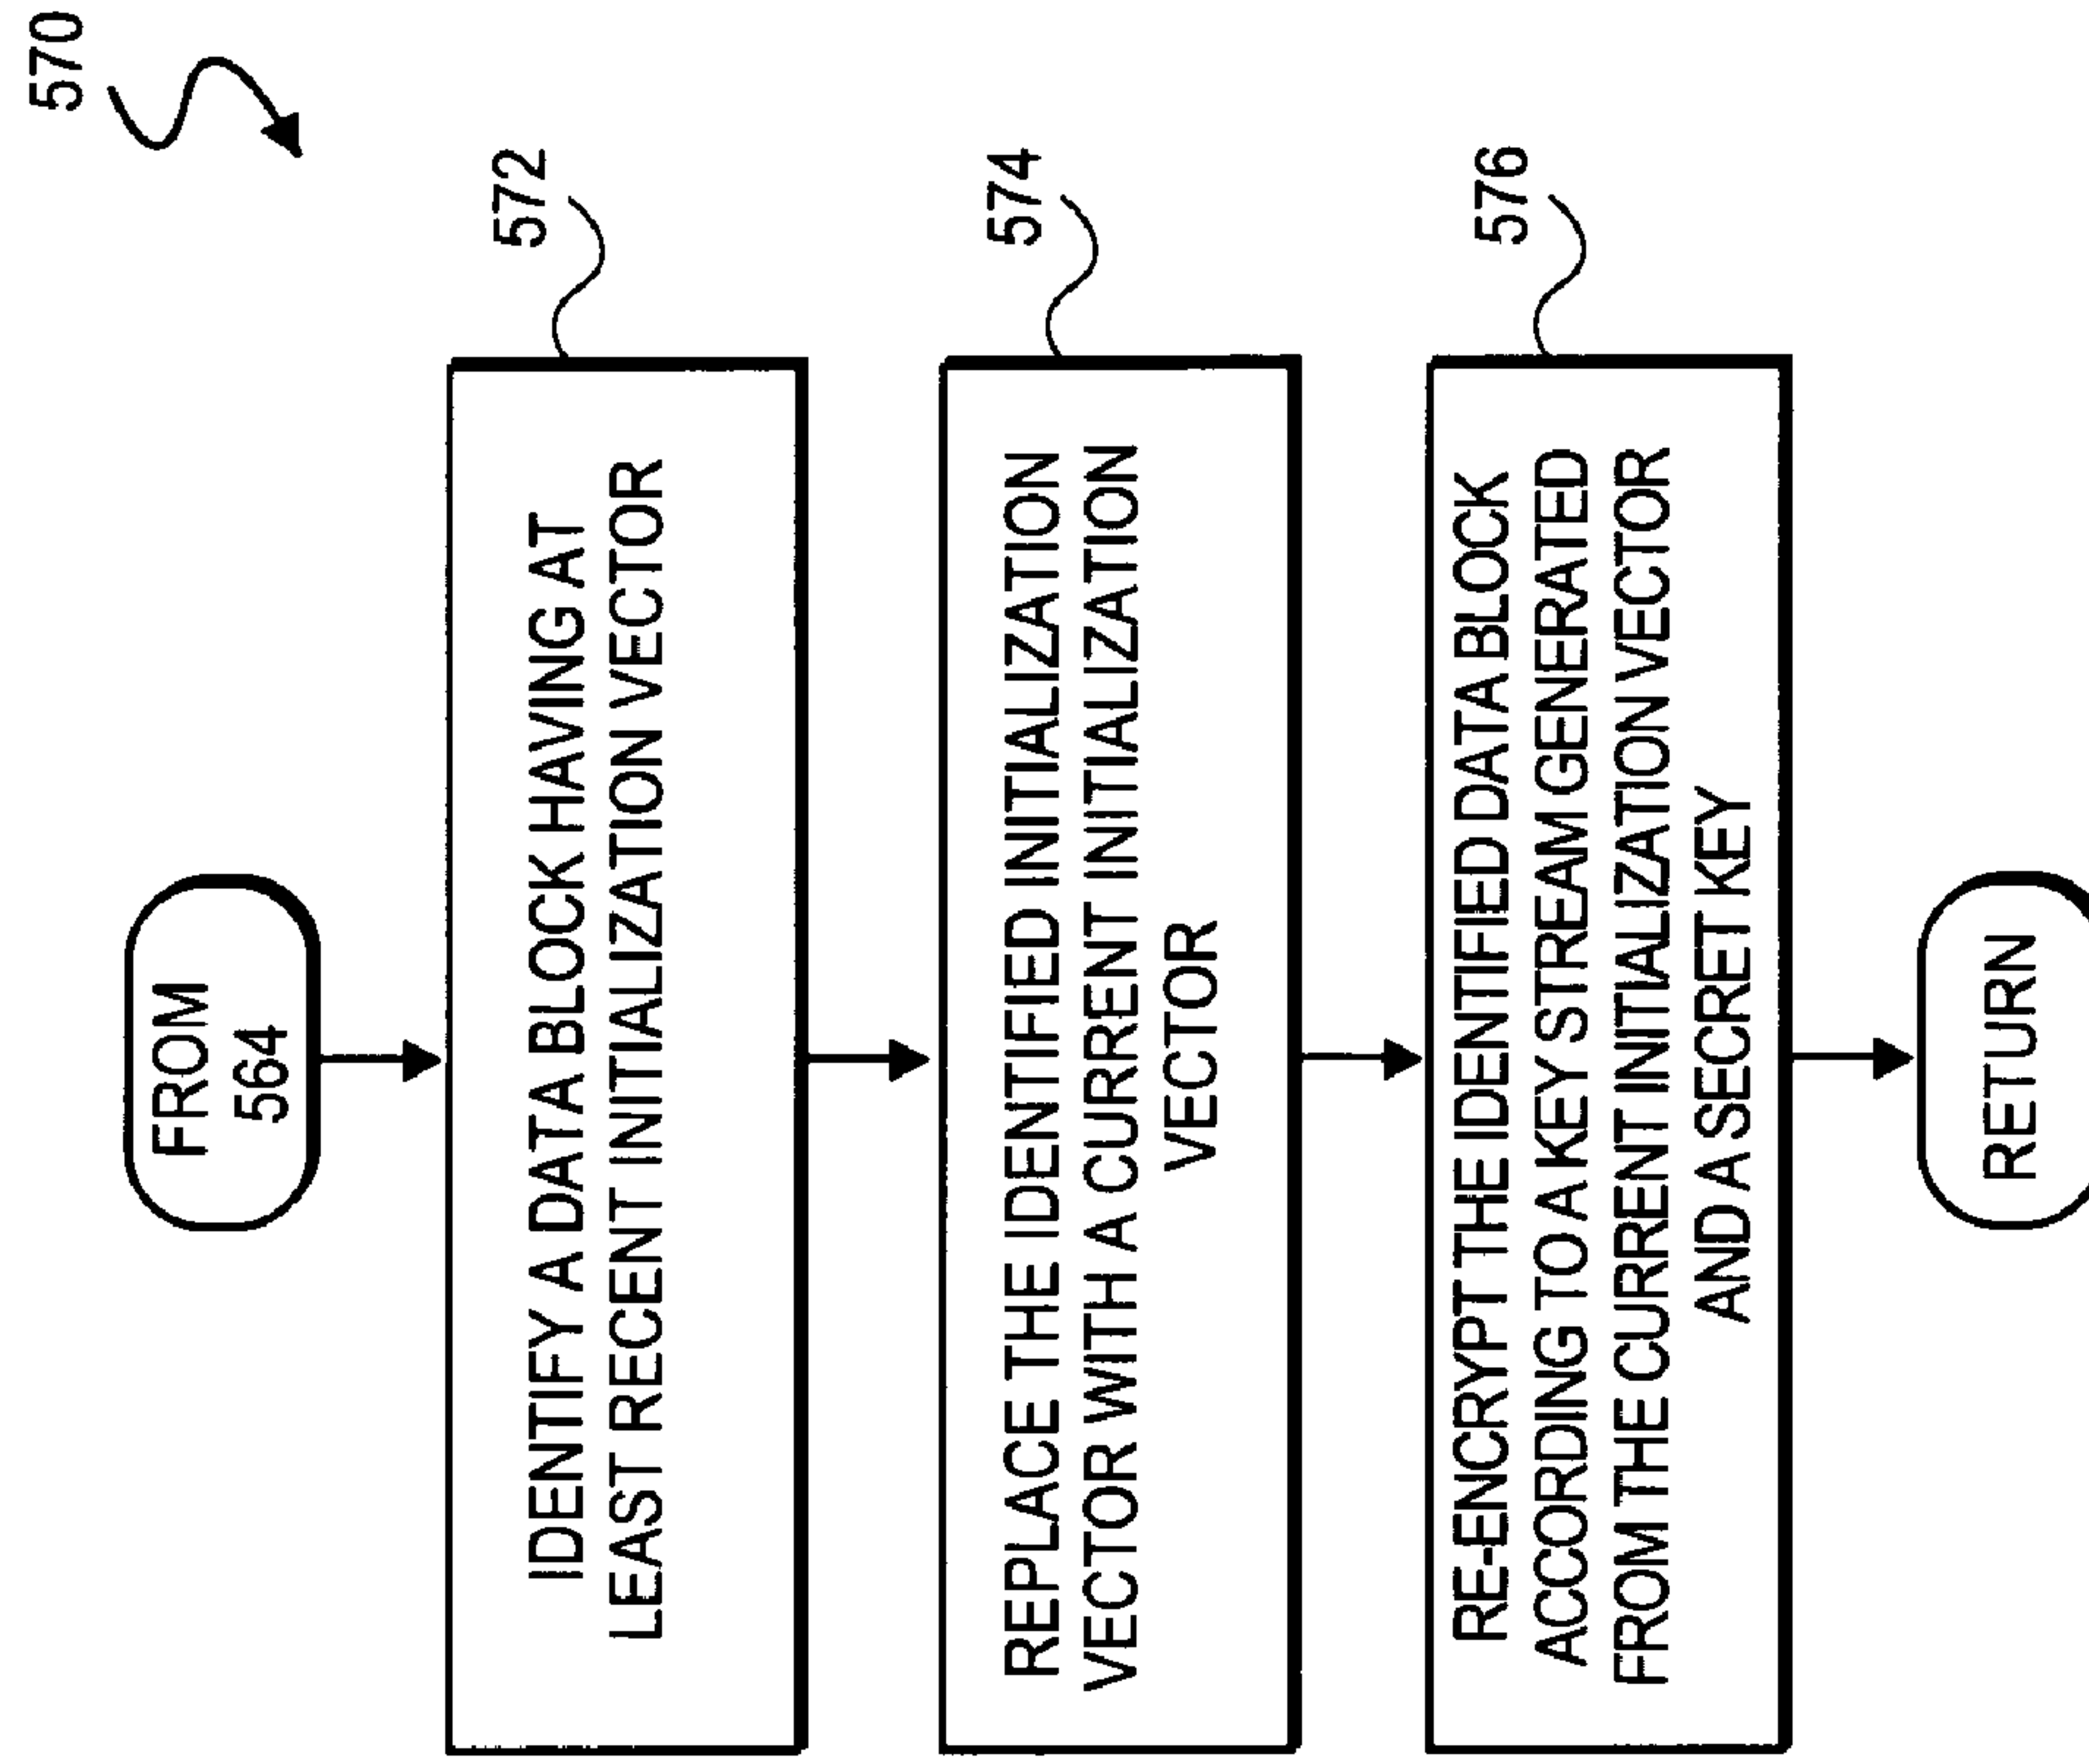 570
FROM
564
572
IDENTIFY A DATA BLOCK HAVING AT
LEAST RECENT INITIALIZATION VECTOR
574
REPLACE THE IDENTIFIED INITIALIZATION
VECTOR WITH A CURRENT INITIALIZATION
VECTOR
576
RE-ENCRYPT THE IDENTIFIED DATA BLOCK
ACCORDING TO A KEY STREAM GENERATED
FROM THE CURRENT INITIALIZATION VECTOR
AND A SECRET KEY
RETURN